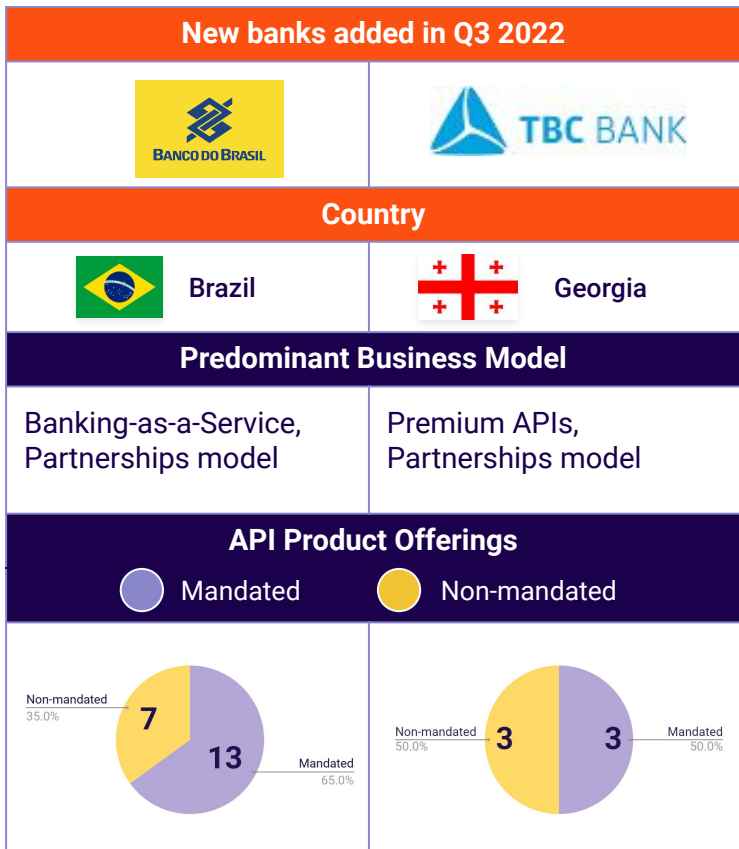 New banks added in Q3 2022
BANCO DO BRASIL
TBC BANK
Country
Brazil
Georgia
Predominant Business Model
Banking-as-a-Service,
Partnerships model
Premium APIs,
Partnerships model
API Product Offerings
Mandated
Non-mandated
Non-mandated
35.0%
7
13
Mandated
65.0%
Non-mandated
50.0%
3
3
Mandated
50.0%